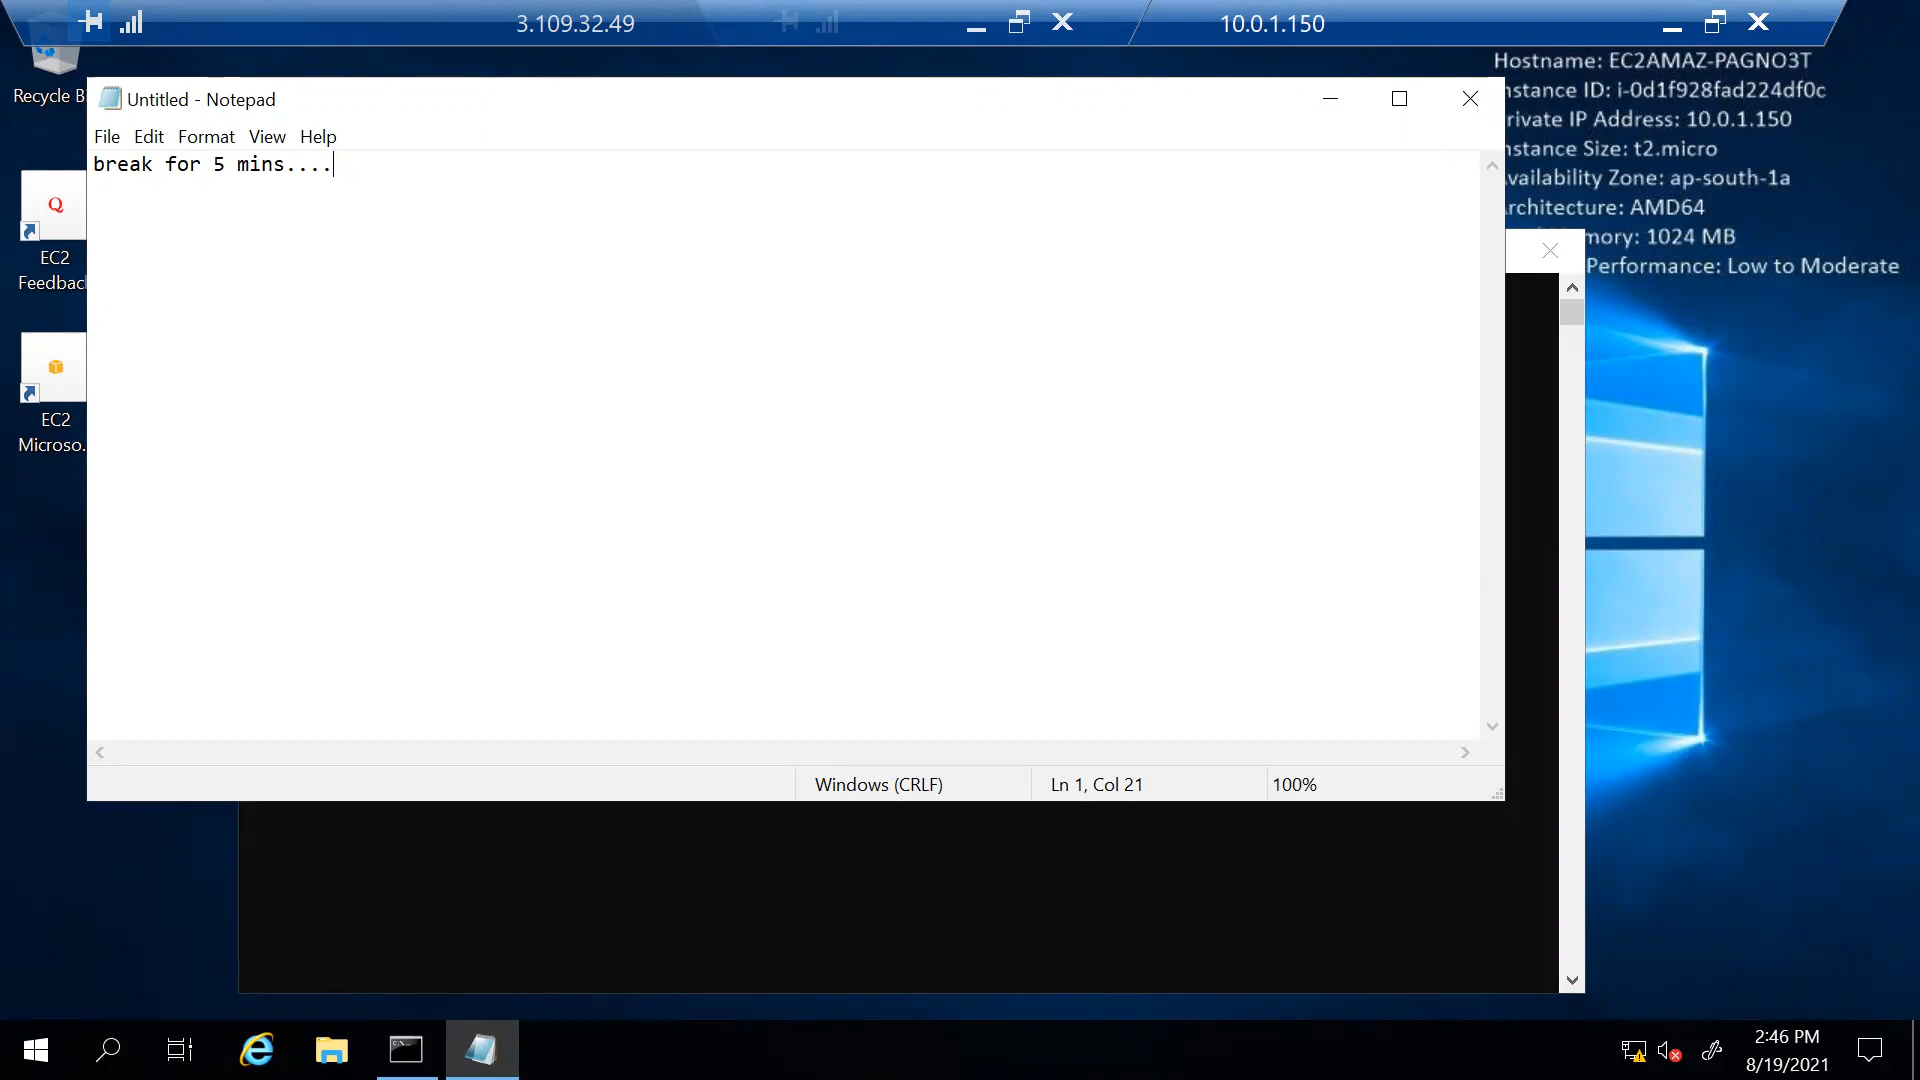 3.109.32.49
10.0.1.150
Hostname: EC2AMAZ-PAGNO3T
nstance ID: i-0d1f928fad224df0c
rivate IP Address: 10.0.1.150
nstance Size: t2.micro
vailability Zone: ap-south-1a
rchitecture: AMD64
mory: 1024 MB
Performance: Low to Moderate
Recycle Bi
Untitled - Notepad
File Edit Format View Help
break for 5 mins....
EC2
Feedbac
EC2
Microso..
Windows (CRLF)
Ln 1, Col 21
100%
2:46 PM
8/19/2021